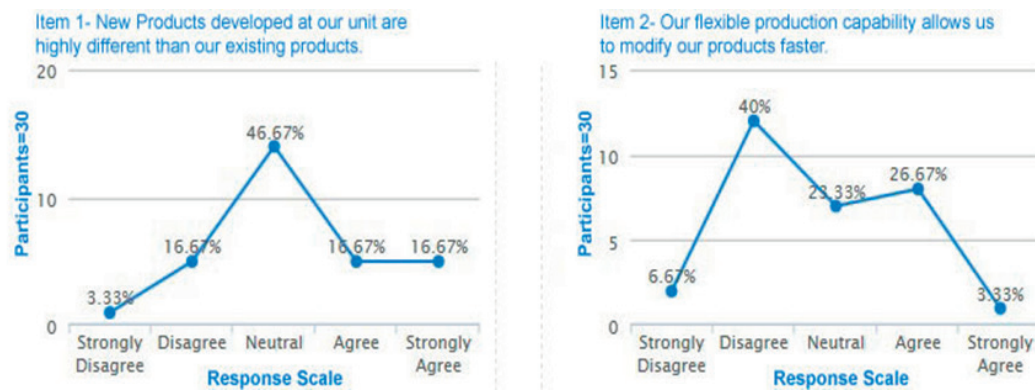 Item 1- New Products developed at our unit are
highly different than our existing products.
20
10
0
Participants=30
3.33%
16.67%
46.67%
16.67%
16.67%
Strongly
Disagree
Disagree
Neutral
Agree
Strongly
Agree
Response Scale
Item 2- Our flexible production capability allows us
to modify our products faster.
15
10
5
0
Participants=30
6.67%
40%
23.33%
26.67%
3.33%
Strongly
Disagree
Disagree
Neutral
Agree
Strongly
Agree
Response Scale